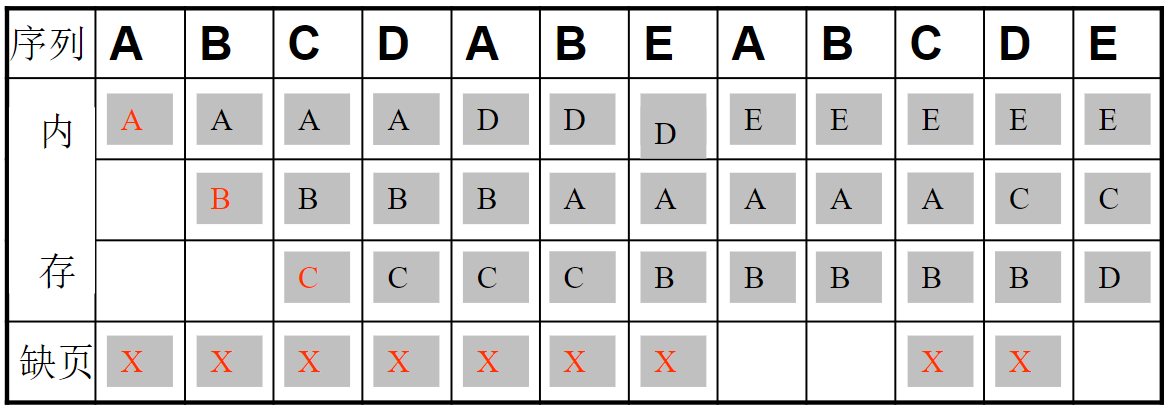 序列 A B C D A B E A B C D E
内 A A A A D D D E E E E E
B B B B A A A A A C C
存 C C C C B B B B B D
缺页 X X X X X X X X X